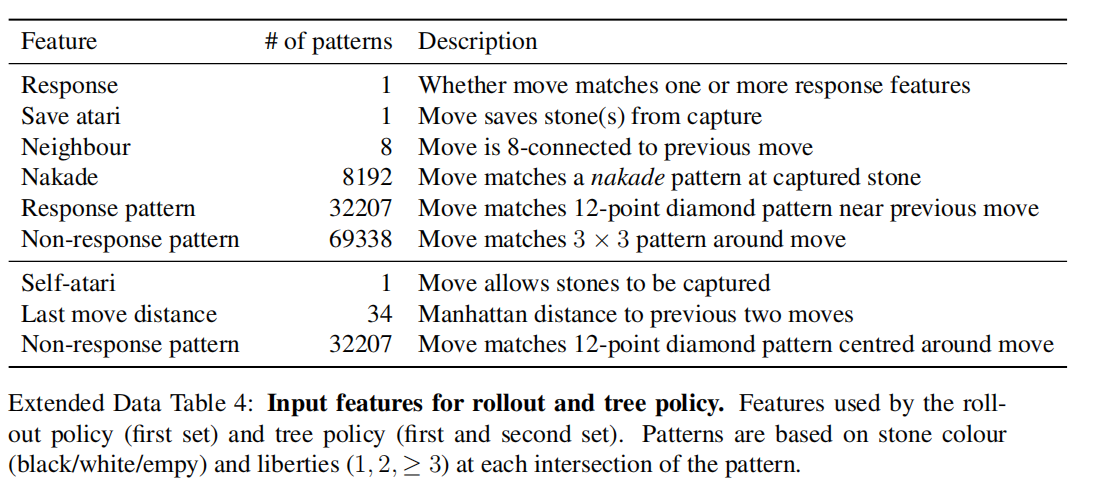 Feature # of patterns Description
Response 1 Whether move matches one or more response features
Save atari 1 Move saves stone(s) from capture
Neighbour 8 Move is 8-connected to previous move
Nakade 8192 Move matches a nakade pattern at captured stone
Response pattern 32207 Move matches 12-point diamond pattern near previous move
Non-response pattern 69338 Move matches 3 × 3 pattern around move
Self-atari 1 Move allows stones to be captured
Last move distance 34 Manhattan distance to previous two moves
Non-response pattern 32207 Move matches 12-point diamond pattern centred around move
Extended Data Table 4: Input features for rollout and tree policy. Features used by the roll-
out policy (first set) and tree policy (first and second set). Patterns are based on stone colour
(black/white/empy) and liberties (1, 2, ≥ 3) at each intersection of the pattern.